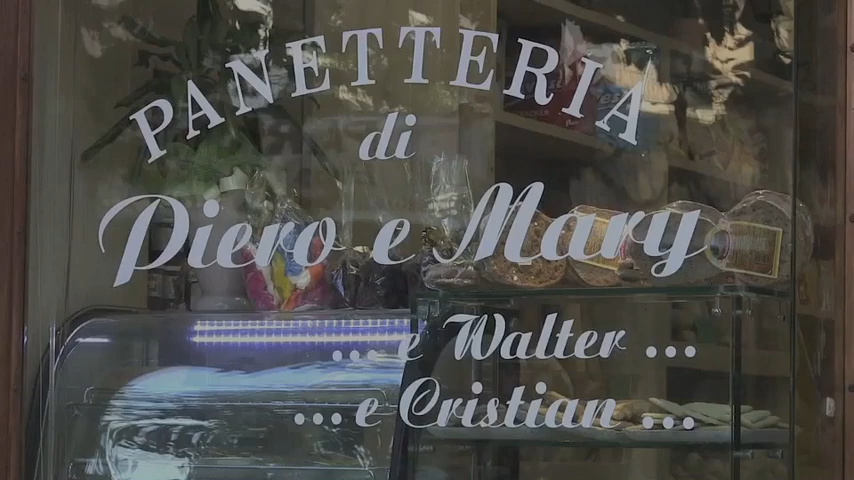 PANETTERIA
di
Piero e Mary
... e Walter ...
... e Cristian ...